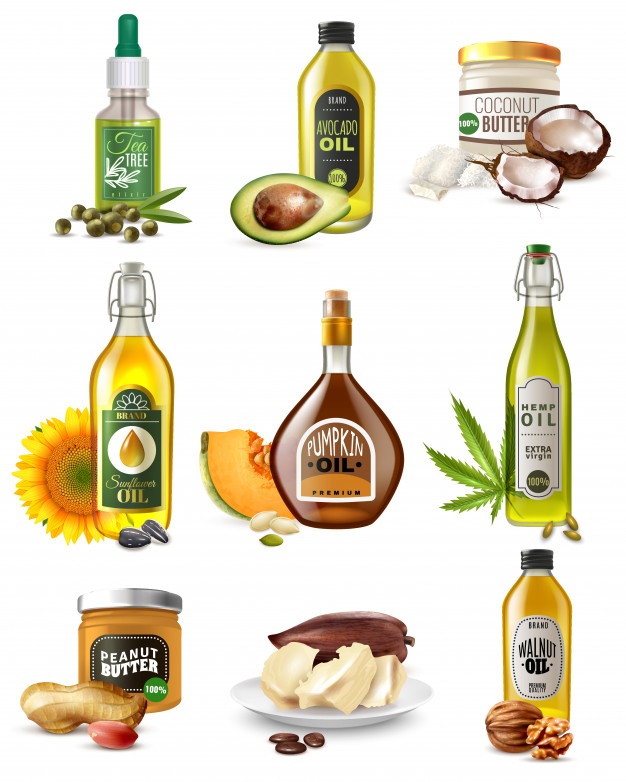 Tea
TREE
elixir
BRAND
AVOCADO
OIL
100%
COCONUT
100%
BUTTER
BRAND
Sunflower
OIL
PUMPKIN
OIL
PREMIUM
HEMP
OIL
EXTRA
virgin
100%
PEANUT
BUTTER
100%
BRAND
WALNUT
OIL
PREMIUM
QUALITY